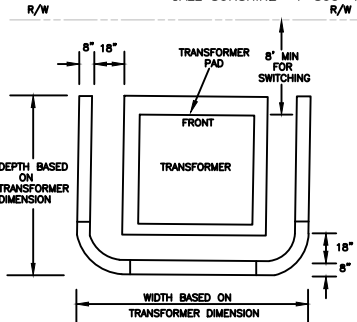 R/W
R/W
8" 18"
TRANSFORMER
PAD
8' MIN
FOR
SWITCHING
FRONT
TRANSFORMER
DEPTH BASED
ON
TRANSFORMER
DIMENSION
18"
8"
WIDTH BASED ON
TRANSFORMER DIMENSION